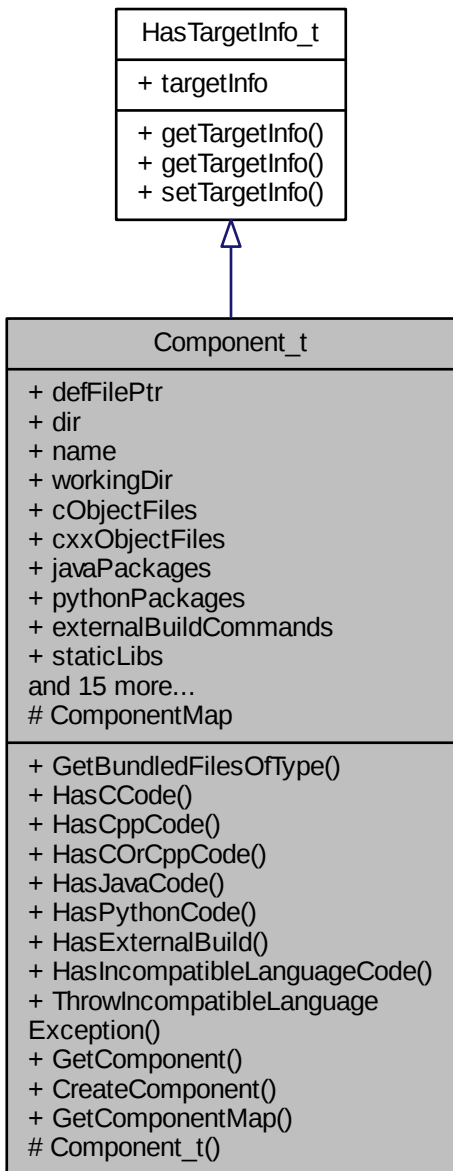 HasTargetInfo_t
+ targetInfo
+ getTargetInfo()
+ getTargetInfo()
+ setTargetInfo()
Component_t
+ defFilePtr
+ dir
+ name
+ workingDir
+ cObjectFiles
+ cxxObjectFiles
+ javaPackages
+ pythonPackages
+ externalBuildCommands
+ staticLibs
and 15 more...
# ComponentMap
+ GetBundledFilesOfType()
+ HasCCode()
+ HasCppCode()
+ HasCOrCppCode()
+ HasJavaCode()
+ HasPythonCode()
+ HasExternalBuild()
+ HasIncompatibleLanguageCode()
+ ThrowIncompatibleLanguage
Exception()
+ GetComponent()
+ CreateComponent()
+ GetComponentMap()
# Component_t()